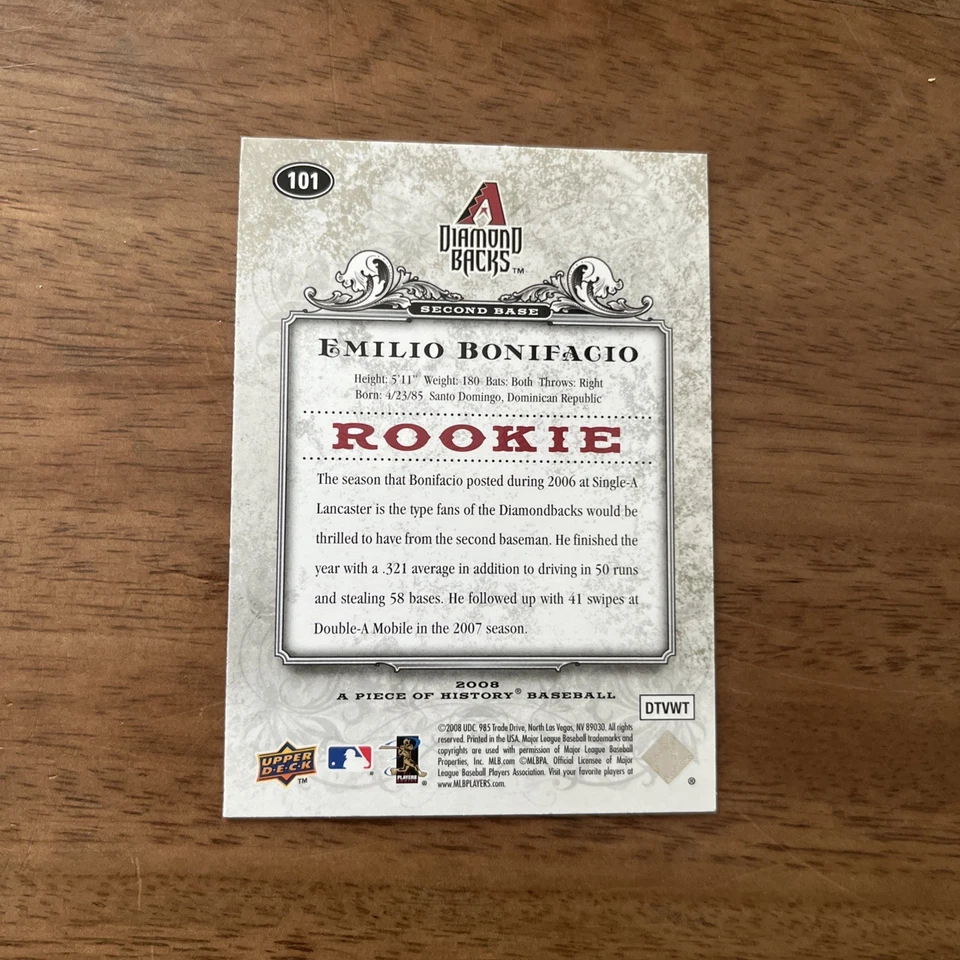 101
DIAMOND
BACKS™
SECOND BASE
EMILIO BONIFACIO
Height: 5'11" Weight: 180 Bats: Both Throws: Right
Born: 4/23/85 Santo Domingo, Dominican Republic
ROOKIE
The season that Bonifacio posted during 2006 at Single-A
Lancaster is the type fans of the Diamondbacks would be
thrilled to have from the second baseman. He finished the
year with a .321 average in addition to driving in 50 runs
and stealing 58 bases. He followed up with 41 swipes at
Double-A Mobile in the 2007 season.
2008
A PIECE OF HISTORY® BASEBALL
DTVWT
©2008 UDC. 985 Trade Drive, North Las Vegas, NV 89030. All rights
reserved. Printed in the USA. Major League Baseball trademarks and
copyrights are used with permission of Major League Baseball
Properties, Inc. MLB.com ©MLBPA. Official Licensee of Major
League Baseball Players Association. Visit your favorite players at
www.MLBPLAYERS.com.
UPPER
D·E·C·K
™
®
PLAYERS
®
®